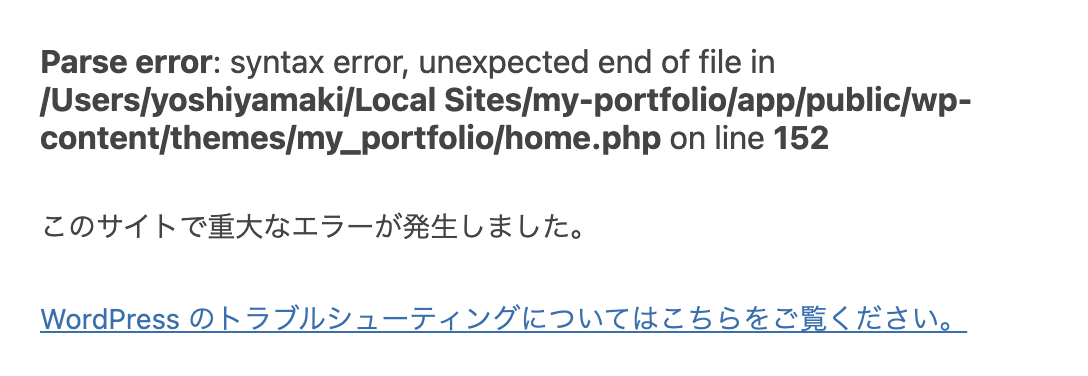 Parse error: syntax error, unexpected end of file in
/Users/yoshiyamaki/Local Sites/my-portfolio/app/public/wp-
content/themes/my_portfolio/home.php on line 152
このサイトで重大なエラーが発生しました。
WordPress のトラブルシューティングについてはこちらをご覧ください。